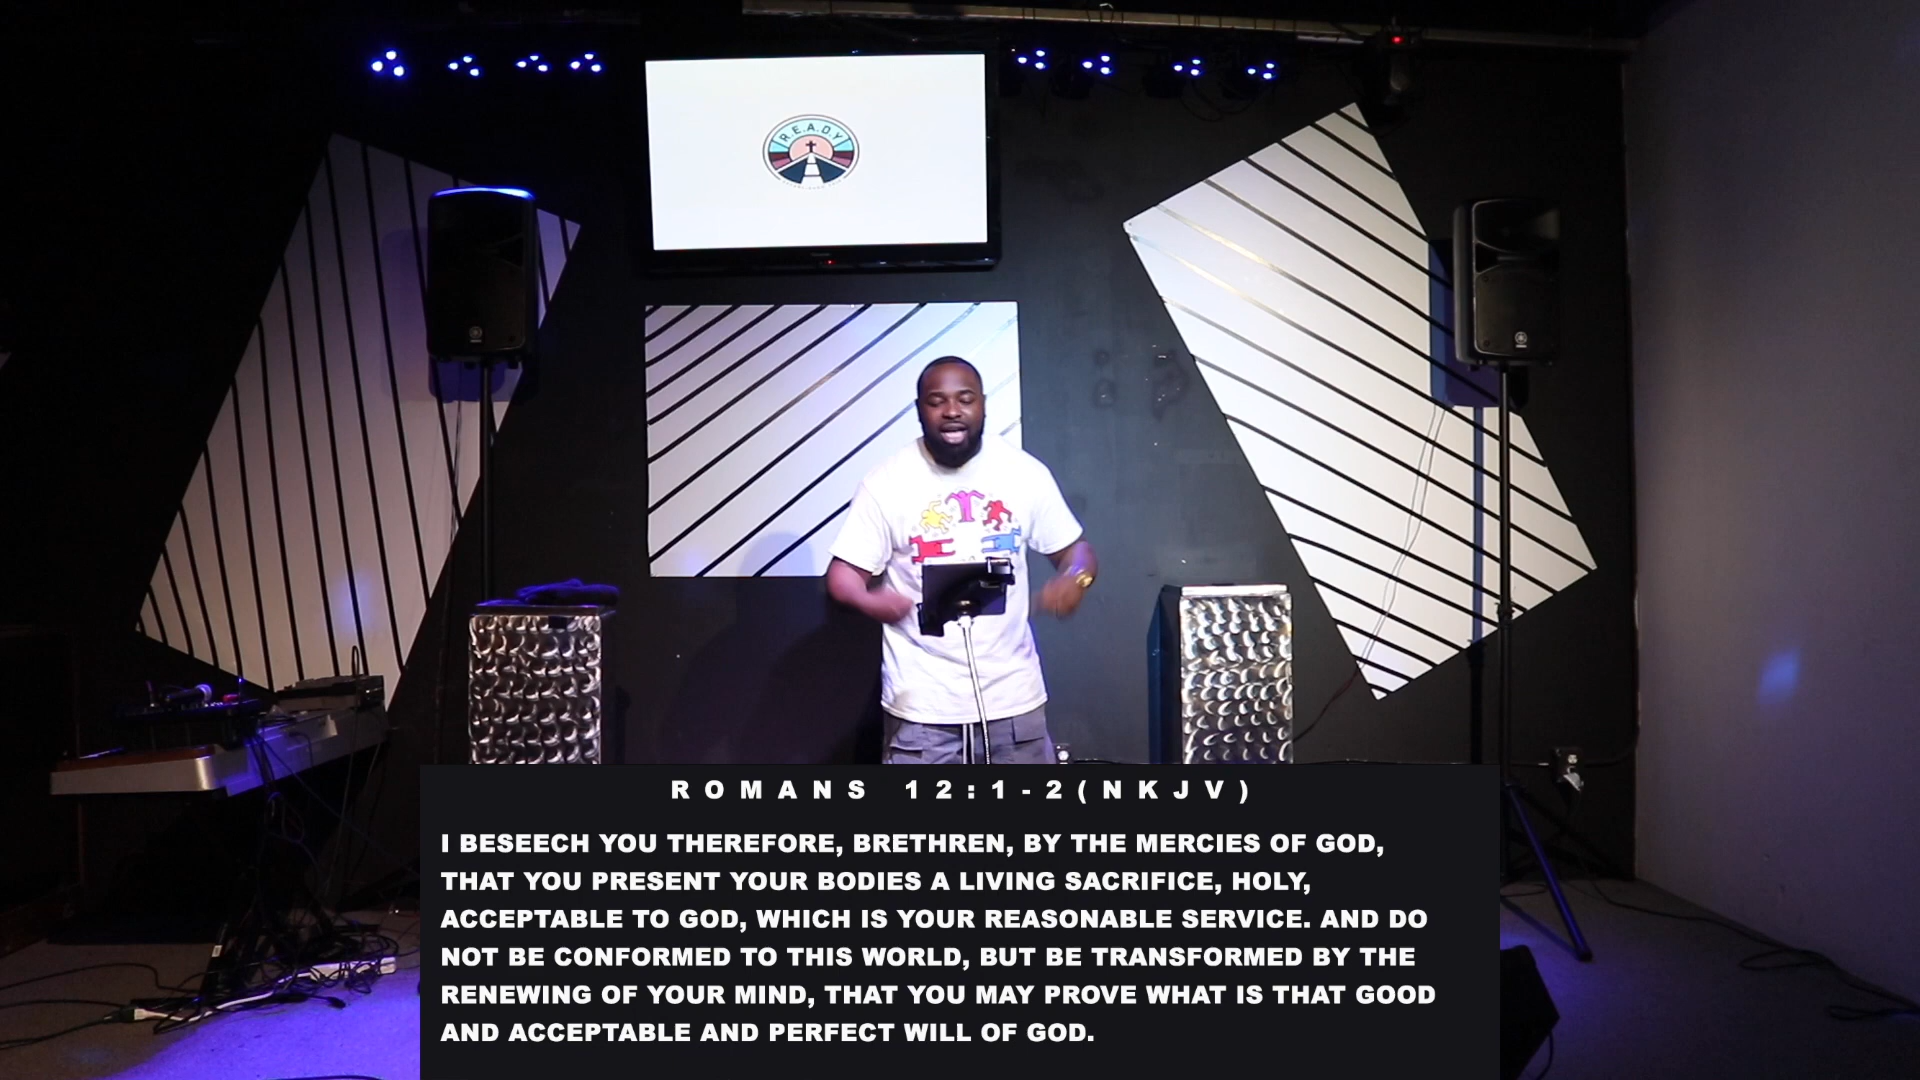 R.E.A.D.Y
ROMANS 12:1-2(NKJV)
I BESEECH YOU THEREFORE, BRETHREN, BY THE MERCIES OF GOD,
THAT YOU PRESENT YOUR BODIES A LIVING SACRIFICE, HOLY,
ACCEPTABLE TO GOD, WHICH IS YOUR REASONABLE SERVICE. AND DO
NOT BE CONFORMED TO THIS WORLD, BUT BE TRANSFORMED BY THE
RENEWING OF YOUR MIND, THAT YOU MAY PROVE WHAT IS THAT GOOD
AND ACCEPTABLE AND PERFECT WILL OF GOD.